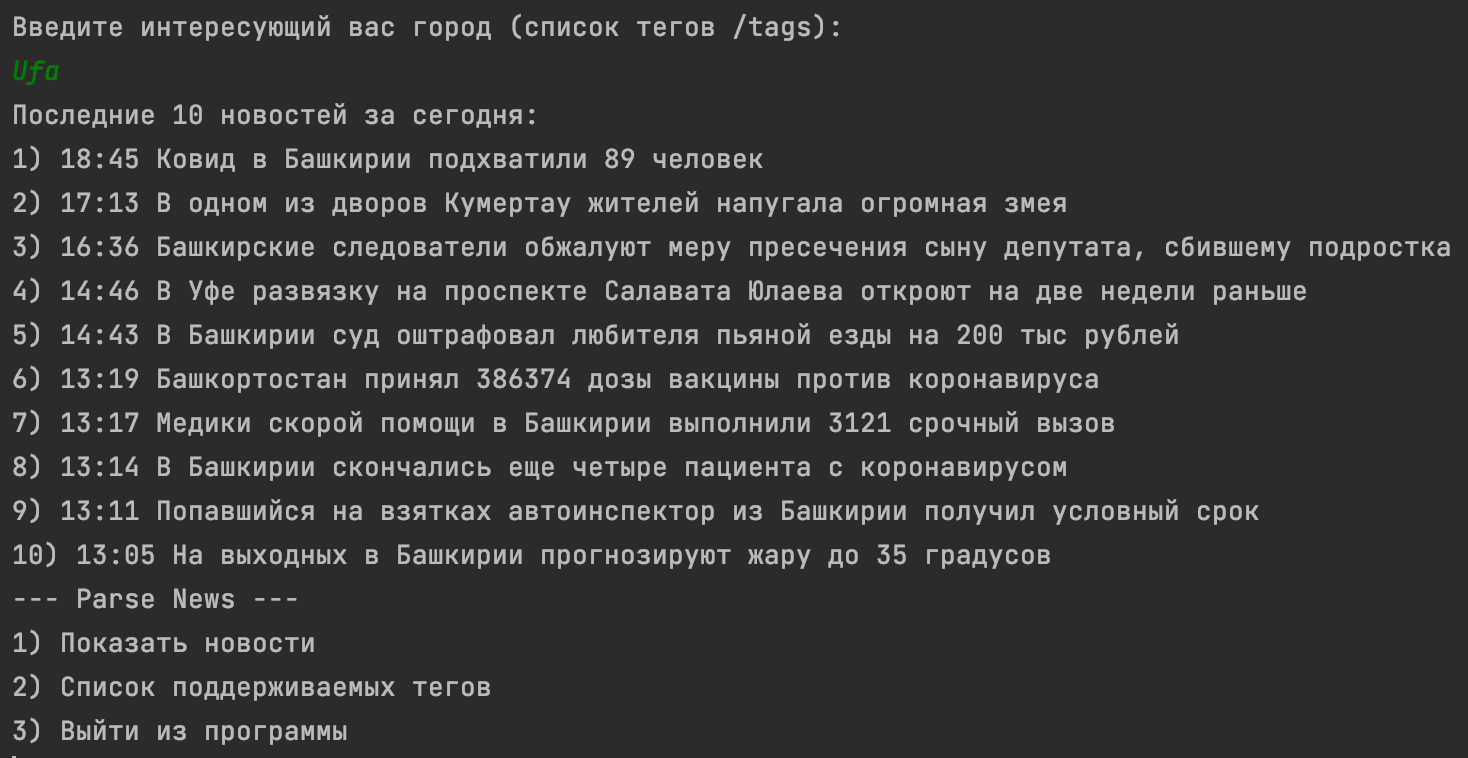 Введите интересующий вас город (список тегов /tags):
Ufa
Последние 10 новостей за сегодня:
1) 18:45 Ковид в Башкирии подхватили 89 человек
2) 17:13 В одном из дворов Кумертау жителей напугала огромная змея
3) 16:36 Башкирские следователи обжалуют меру пресечения сыну депутата, сбившему подростка
4) 14:46 В Уфе развязку на проспекте Салавата Юлаева откроют на две недели раньше
5) 14:43 В Башкирии суд оштрафовал любителя пьяной езды на 200 тыс рублей
6) 13:19 Башкортостан принял 386374 дозы вакцины против коронавируса
7) 13:17 Медики скорой помощи в Башкирии выполнили 3121 срочный вызов
8) 13:14 В Башкирии скончались еще четыре пациента с коронавирусом
9) 13:11 Попавшийся на взятках автоинспектор из Башкирии получил условный срок
10) 13:05 На выходных в Башкирии прогнозируют жару до 35 градусов
--- Parse News ---
1) Показать новости
2) Список поддерживаемых тегов
3) Выйти из программы